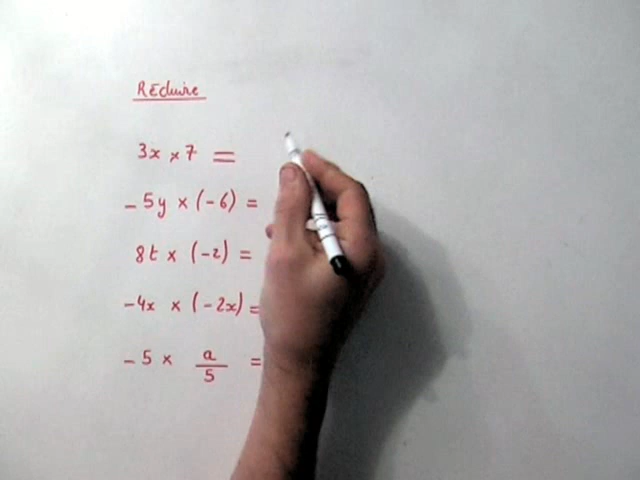 Réduire
3x × 7 =
- 5y × (-6) =
8t × (-2) =
-4x × (-2x) =
- 5 × a/5 =